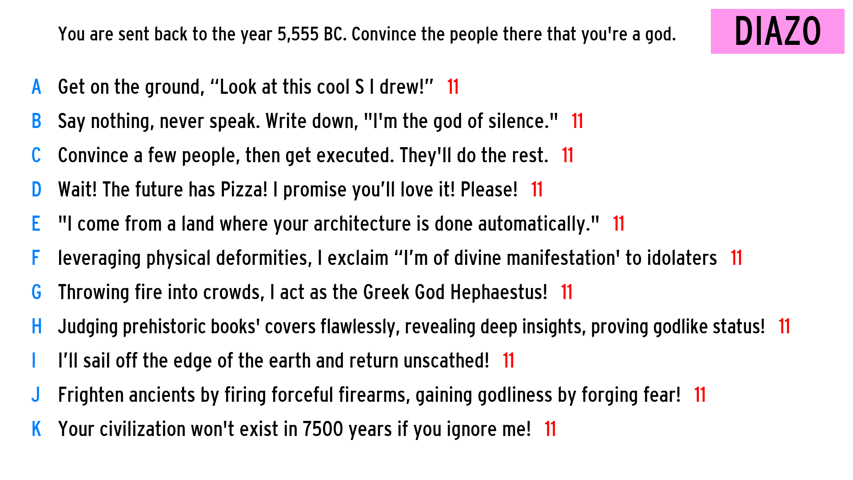 You are sent back to the year 5,555 BC. Convince the people there that you're a god.
DIAZO
A Get on the ground, “Look at this cool S I drew!” 11
B Say nothing, never speak. Write down, "I'm the god of silence." 11
C Convince a few people, then get executed. They'll do the rest. 11
D Wait! The future has Pizza! I promise you’ll love it! Please! 11
E "I come from a land where your architecture is done automatically." 11
F leveraging physical deformities, I exclaim “I’m of divine manifestation' to idolaters 11
G Throwing fire into crowds, I act as the Greek God Hephaestus! 11
H Judging prehistoric books' covers flawlessly, revealing deep insights, proving godlike status! 11
I I’ll sail off the edge of the earth and return unscathed! 11
J Frighten ancients by firing forceful firearms, gaining godliness by forging fear! 11
K Your civilization won't exist in 7500 years if you ignore me! 11